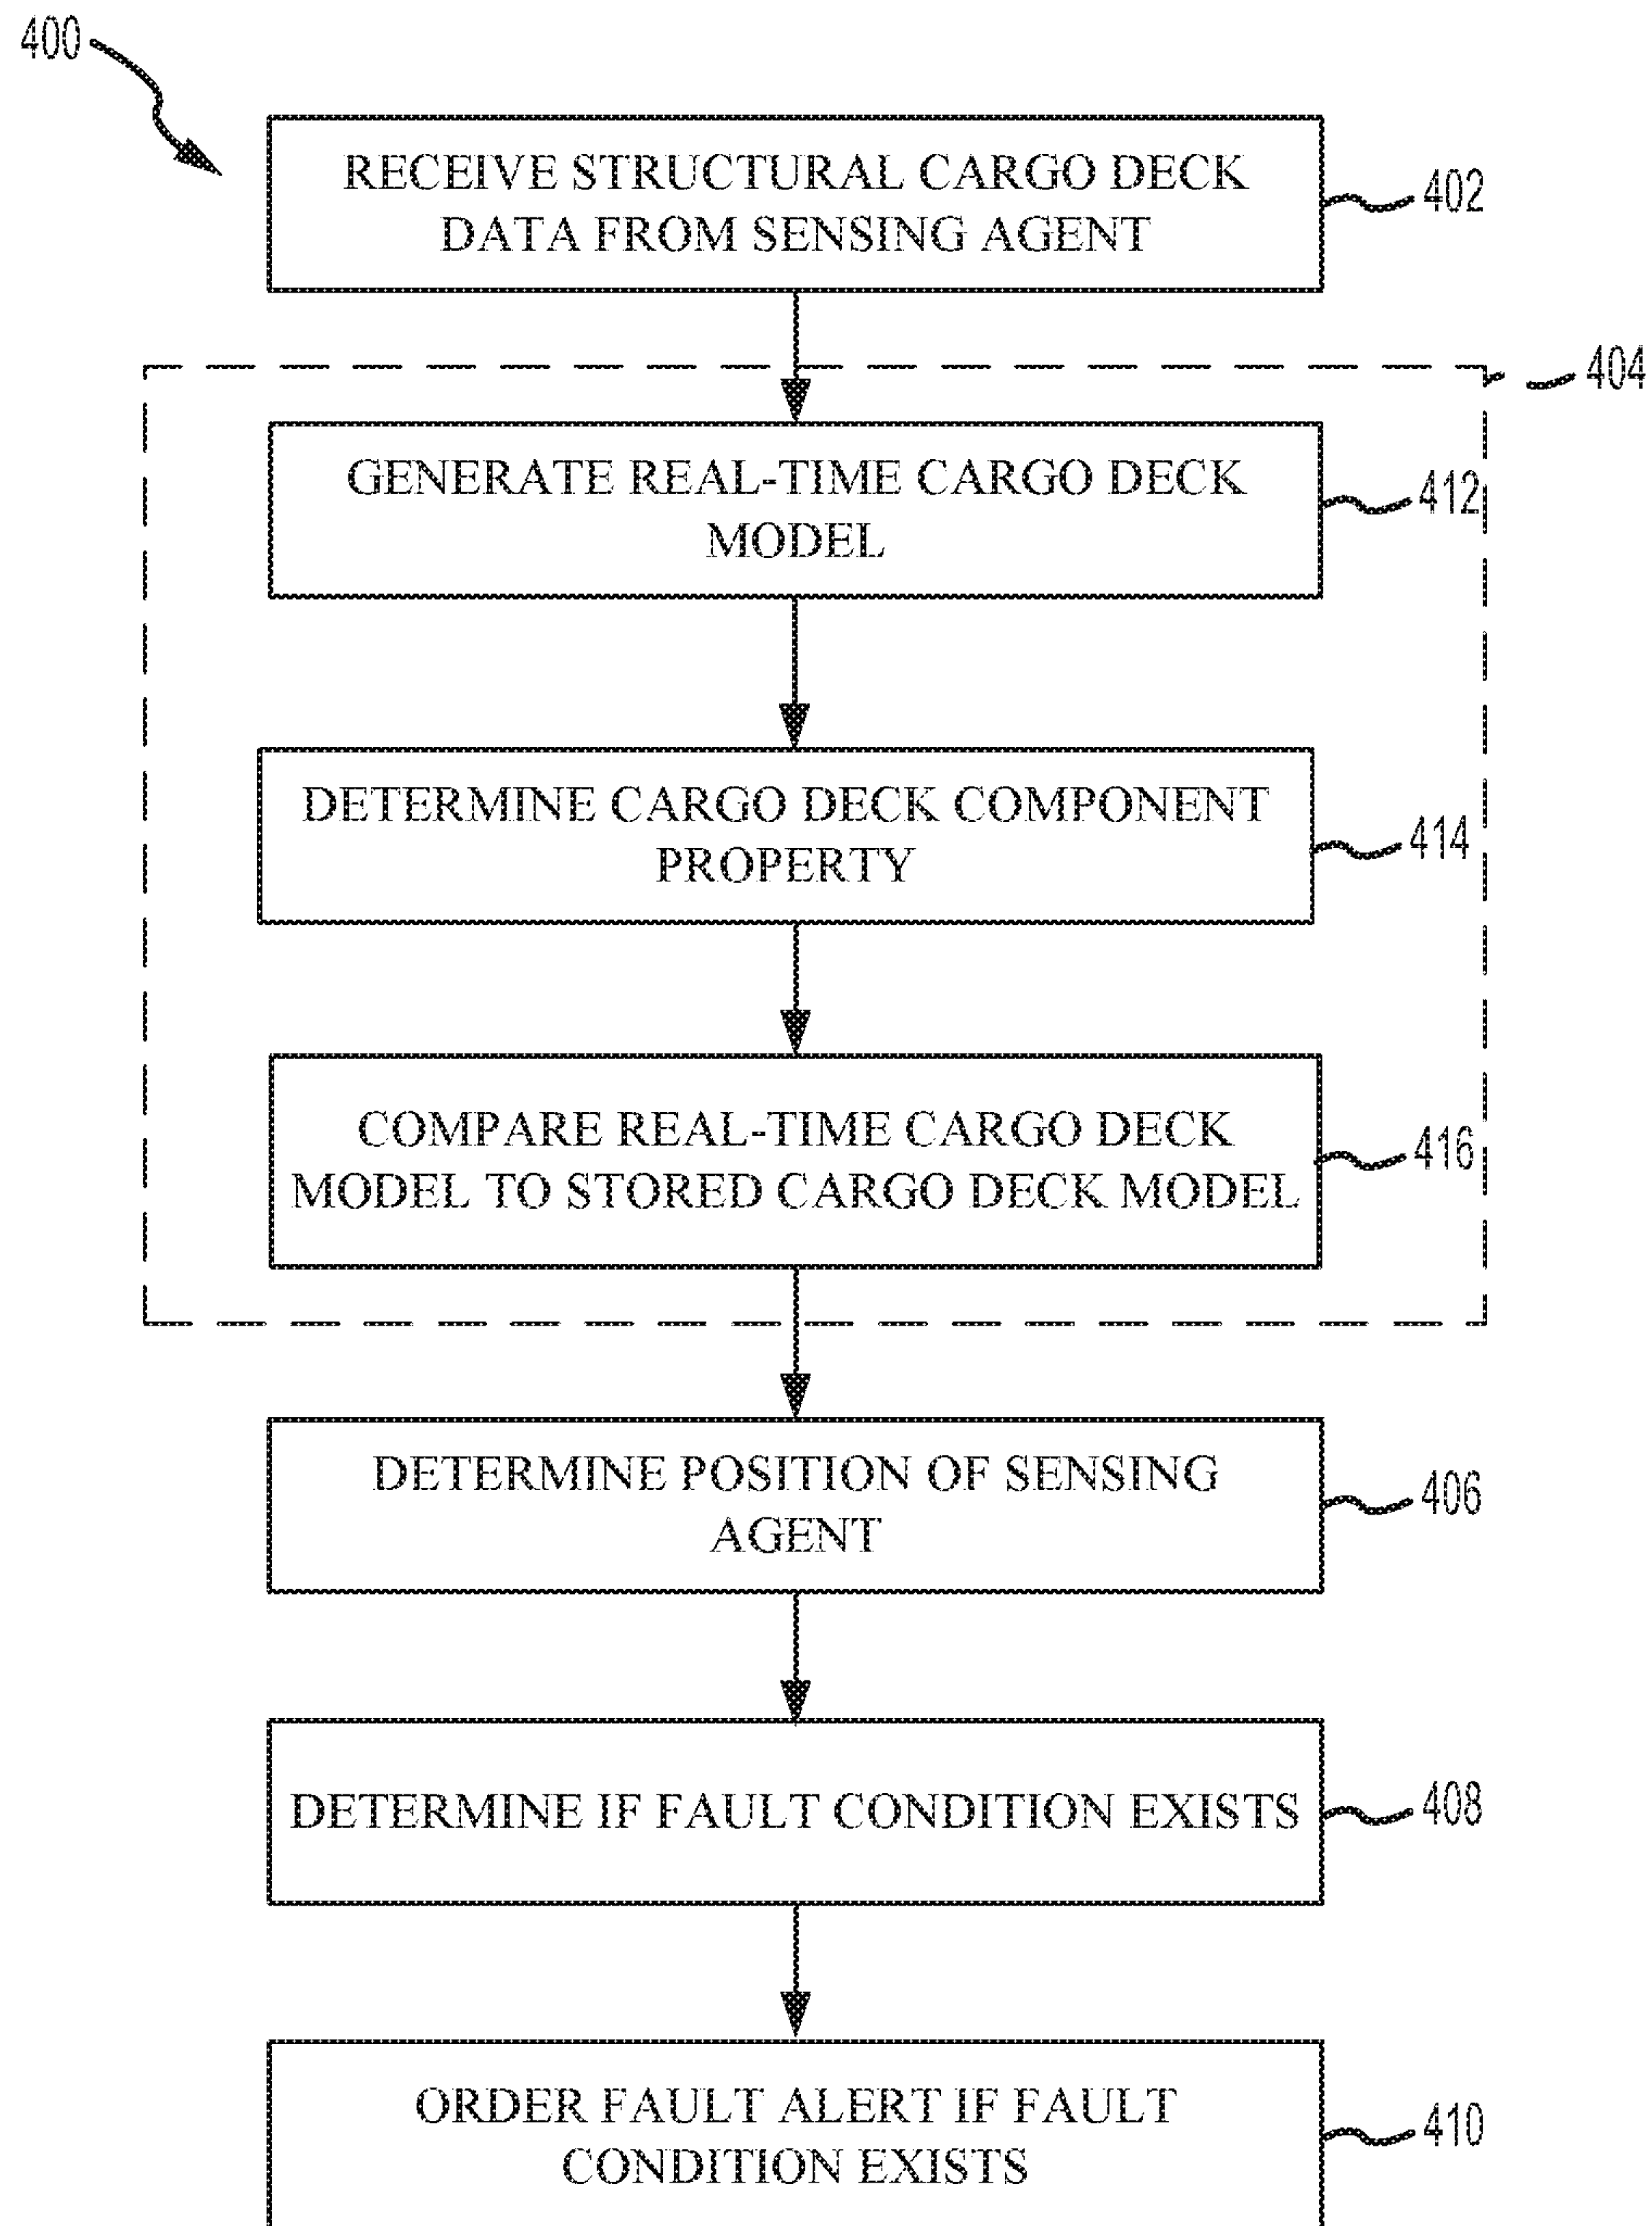 400
RECEIVE STRUCTURAL CARGO DECK
DATA FROM SENSING AGENT
402
404
GENERATE REAL-TIME CARGO DECK
MODEL
412
DETERMINE CARGO DECK COMPONENT
PROPERTY
414
COMPARE REAL-TIME CARGO DECK
MODEL TO STORED CARGO DECK MODEL
416
DETERMINE POSITION OF SENSING
AGENT
406
DETERMINE IF FAULT CONDITION EXISTS
408
ORDER FAULT ALERT IF FAULT
CONDITION EXISTS
410